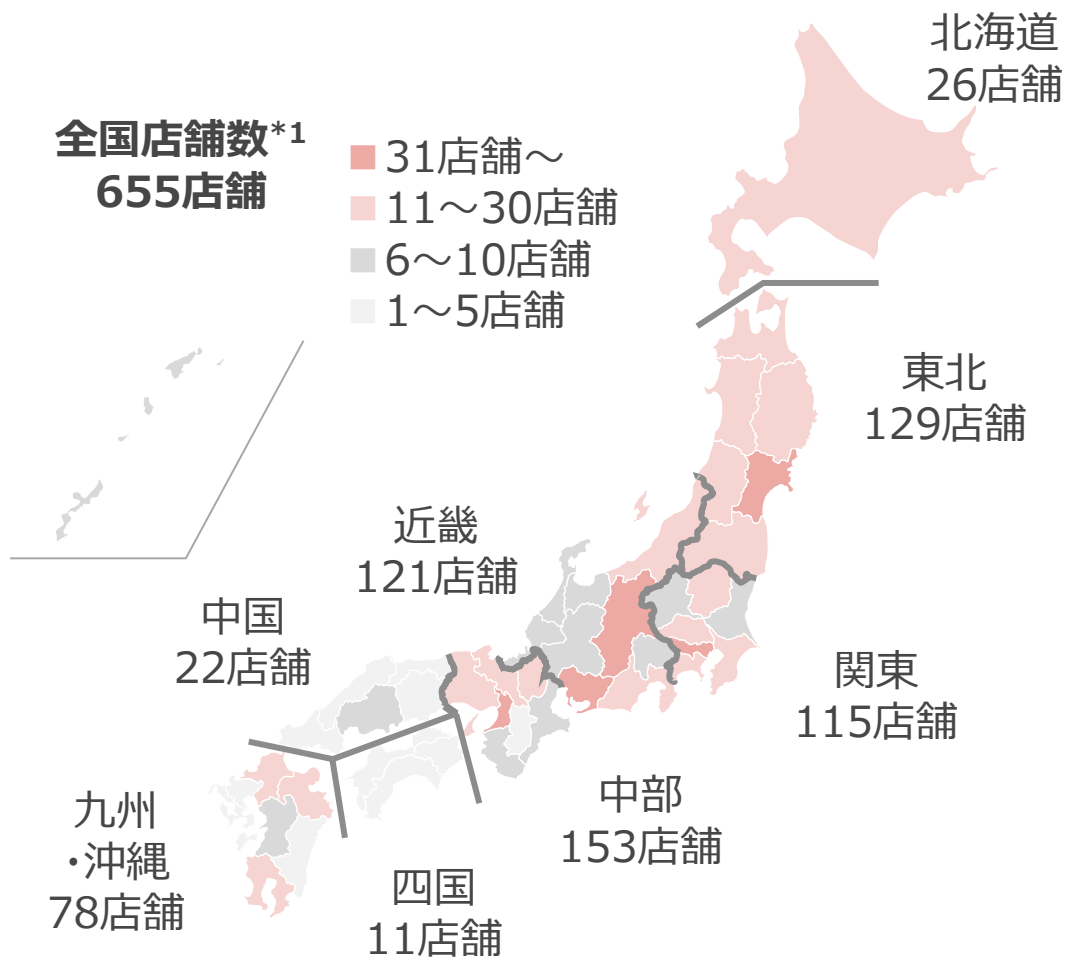 北海道
26店舗
全国店舗数*1
655店舗
31店舗～
11～30店舗
6～10店舗
1～5店舗
東北
129店舗
近畿
121店舗
中国
22店舗
関東
115店舗
中部
153店舗
九州
・沖縄
78店舗
四国
11店舗